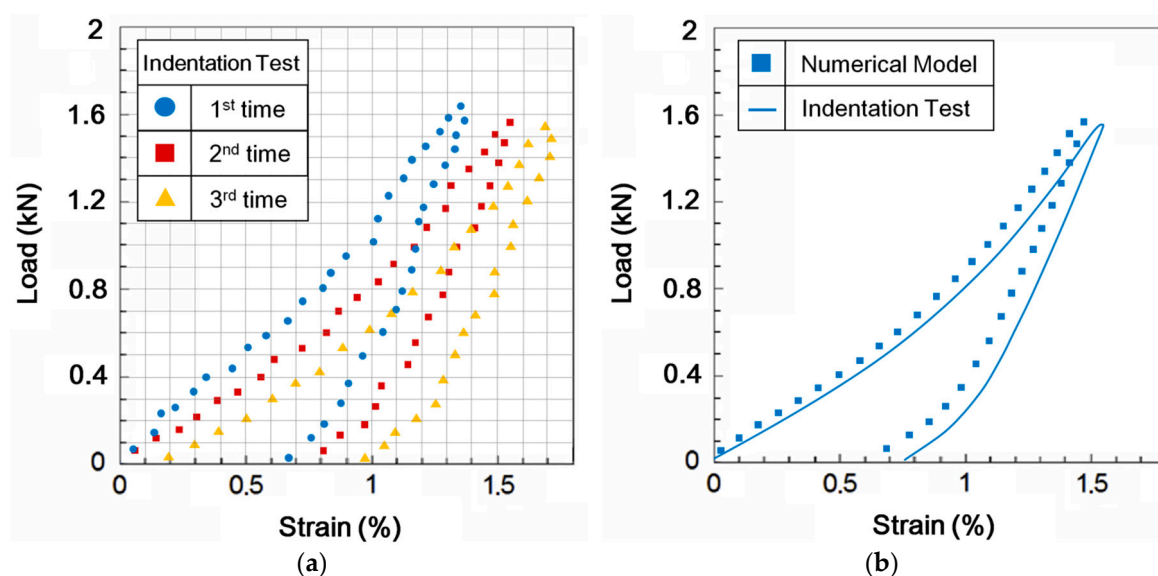 Indentation Test
1st time
2nd time
3rd time
2
1.6
1.2
0.8
0.4
0
Load (kN)
0
0.5
1
1.5
Strain (%)
(a)
Numerical Model
Indentation Test
2
1.6
1.2
0.8
0.4
0
Load (kN)
0
0.5
1
1.5
Strain (%)
(b)